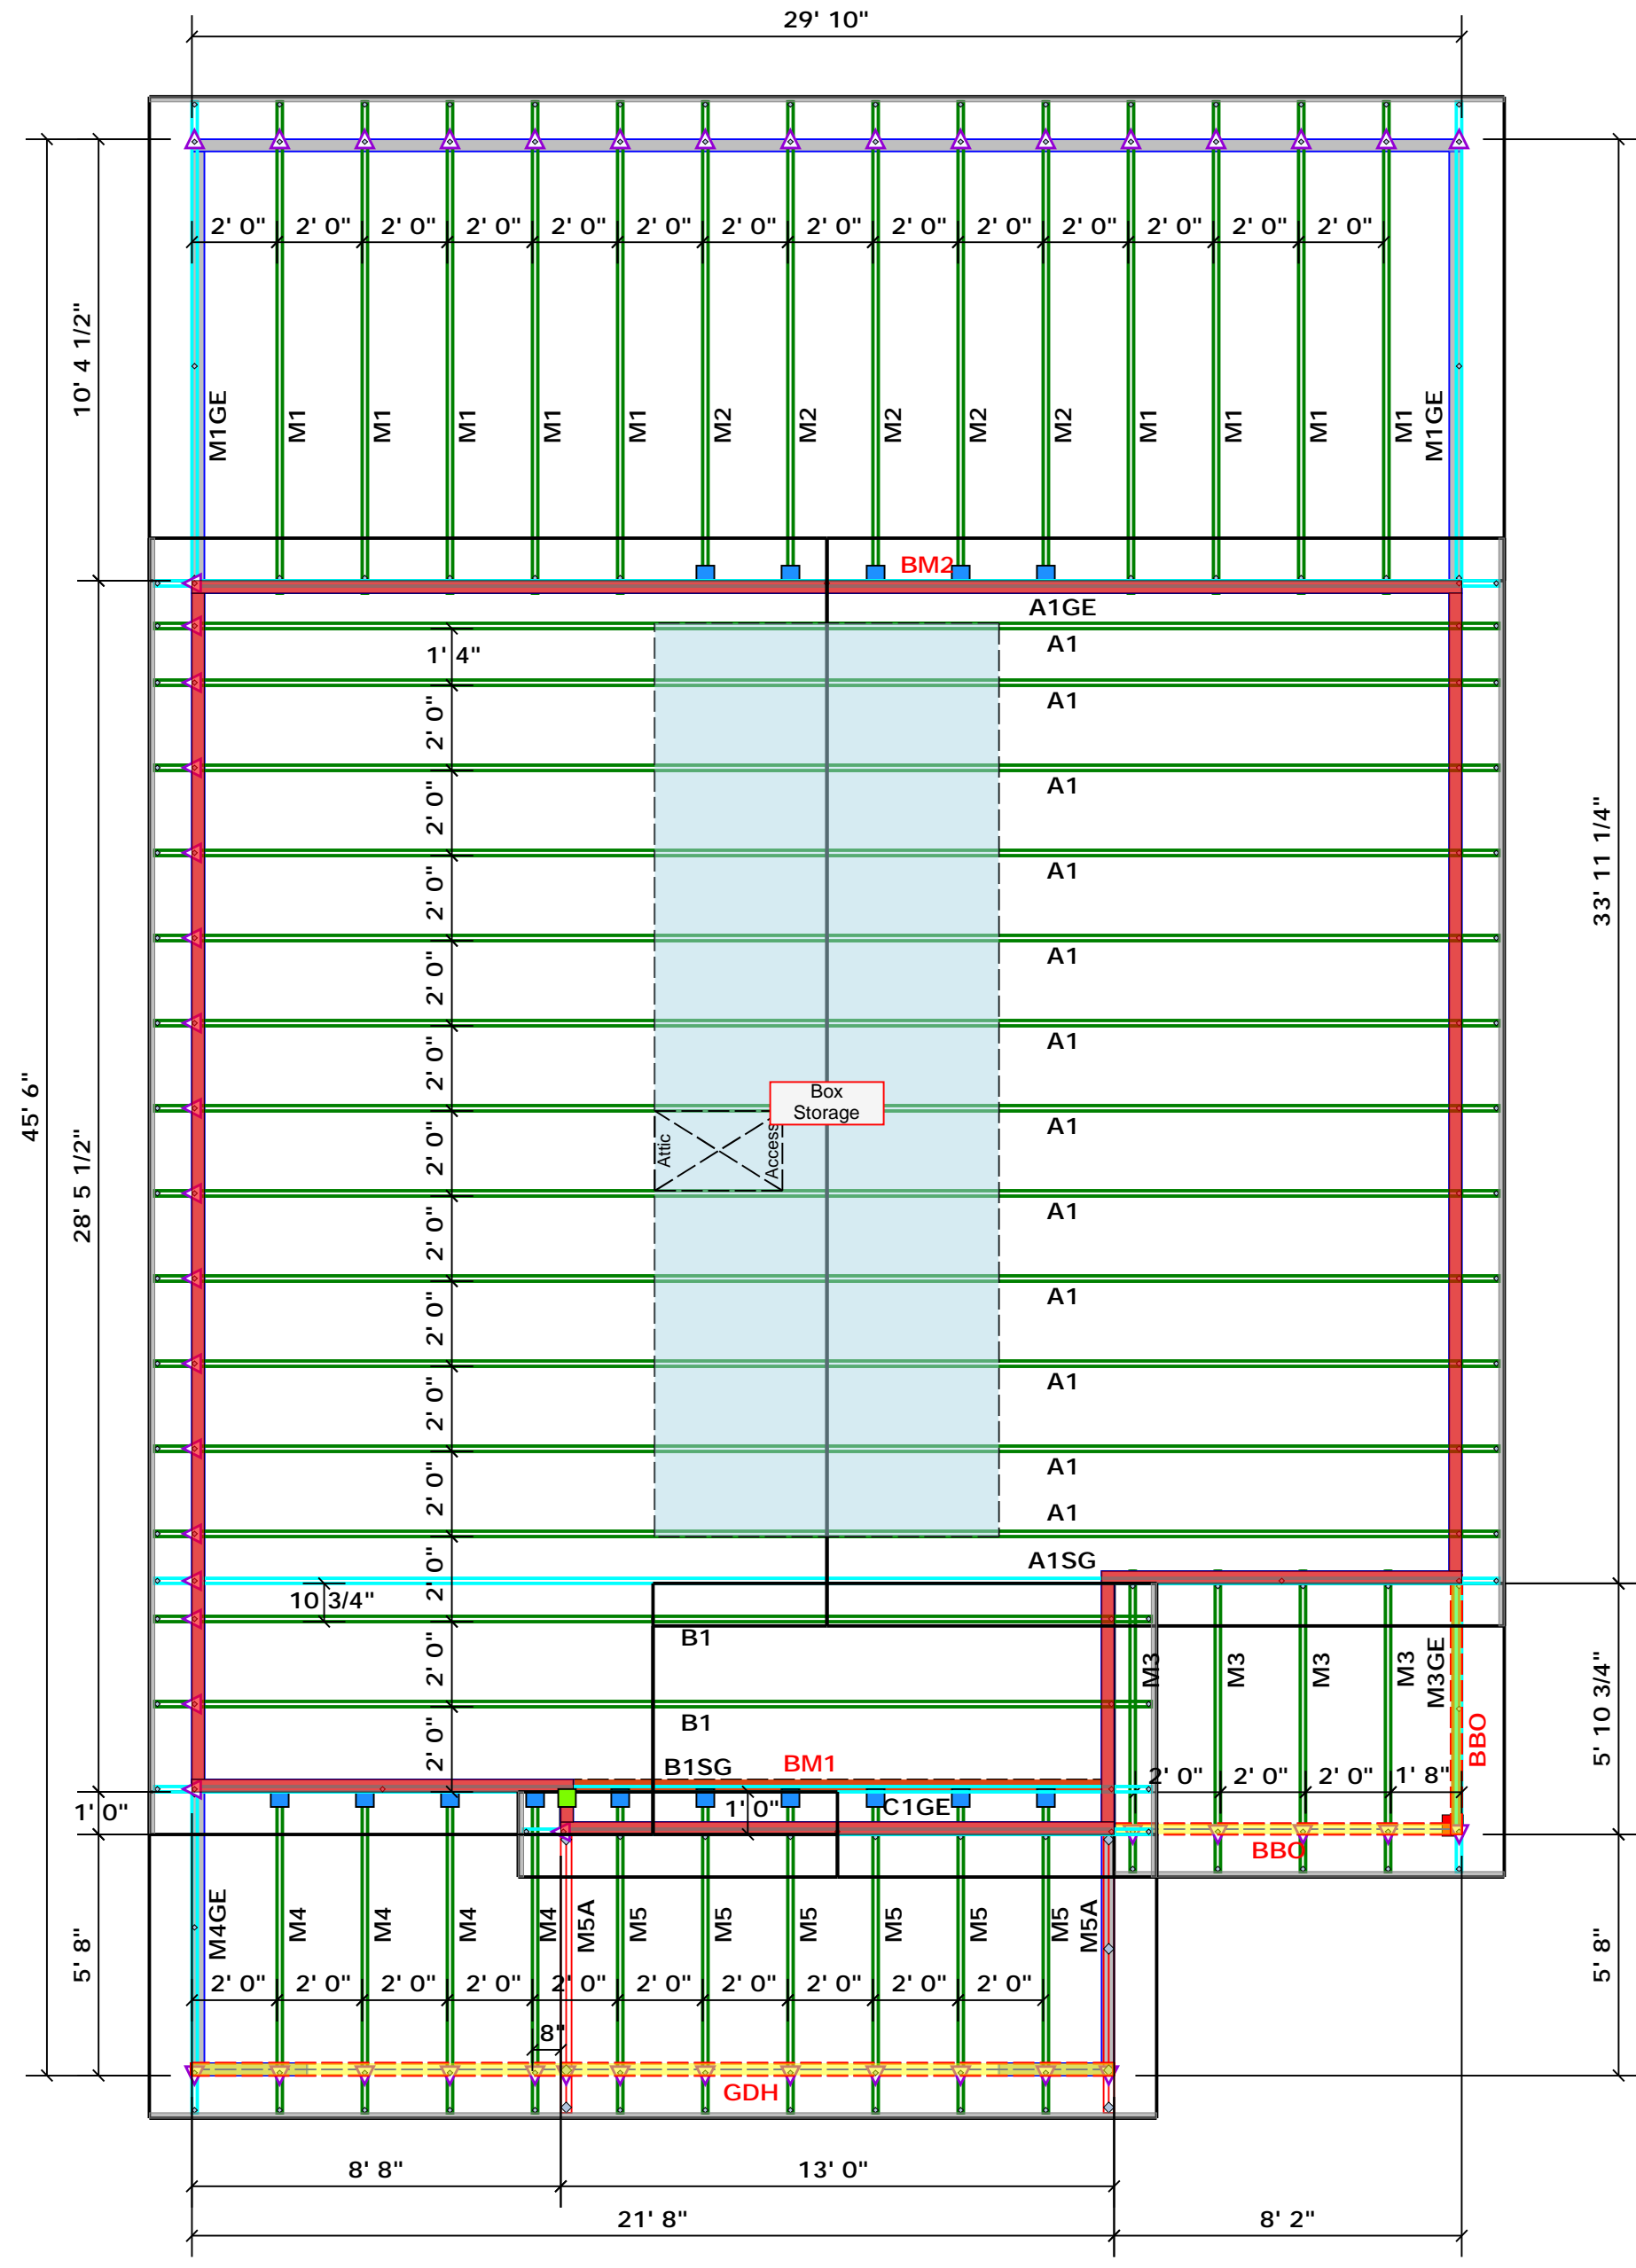 29' 10"
2' 0" 2' 0" 2' 0" 2' 0" 2' 0" 2' 0" 2' 0" 2' 0" 2' 0" 2' 0" 2' 0" 2' 0" 2' 0" 2' 0"
10' 4 1/2"
M1GE M1 M1 M1 M1 M1 M2 M2 M2 M2 M2 M1 M1 M1 M1 M1GE
BM2
A1GE
A1
1' 4"
A1
2' 0"
A1
2' 0"
33' 11 1/4"
A1
2' 0"
A1
2' 0"
A1
2' 0"
45' 6"
Box
Storage
A1
28' 5 1/2"
2' 0"
Attic
Access
A1
2' 0"
A1
2' 0"
A1
2' 0"
A1
2' 0"
A1
A1SG
2' 0"
10 3/4"
B1
2' 0"
M3 M3 M3 M3 M3GE
5' 10 3/4"
B1
BBO
2' 0"
B1SG
BM1
2' 0" 2' 0" 2' 0" 1' 8"
1' 0"
1' 0"
C1GE
BBO
5' 8"
M4GE M4 M4 M4 M4 M5A M5 M5 M5 M5 M5 M5 M5A
5' 8"
2' 0" 2' 0" 2' 0" 2' 0" 2' 0" 2' 0" 2' 0" 2' 0" 2' 0" 2' 0"
8"
GDH
8' 8"
13' 0"
21' 8"
8' 2"